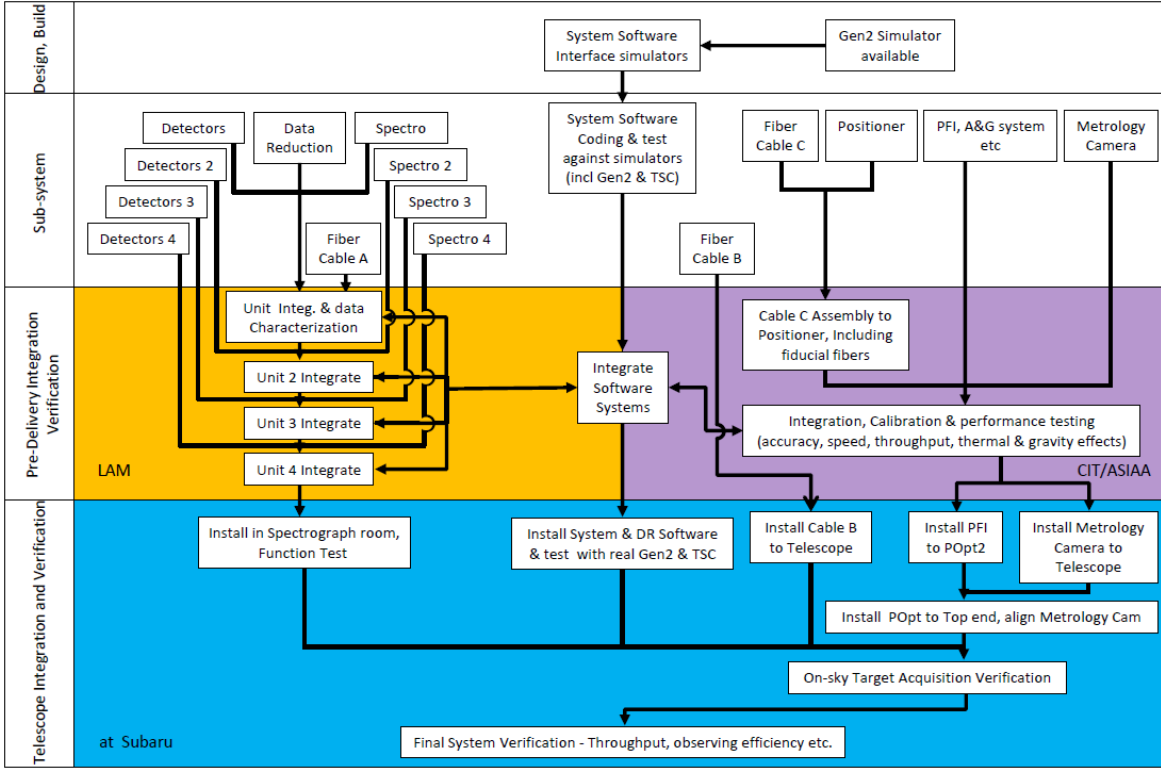 Design, Build
System Software
Interface simulators
Gen2 Simulator
available
Sub-system
Detectors
Data
Reduction
Spectro
Detectors 2
Spectro 2
Detectors 3
Spectro 3
Detectors 4
Fiber
Cable A
Spectro 4
System Software
Coding & test
against simulators
(incl Gen2 & TSC)
Fiber
Cable B
Fiber
Cable C
Positioner
PFI, A&G system
etc
Metrology
Camera
Pre-Delivery Integration
Verification
Unit Integ. & data
Characterization
Unit 2 Integrate
Unit 3 Integrate
Unit 4 Integrate
LAM
Integrate
Software
Systems
Cable C Assembly to
Positioner, Including
fiducial fibers
Integration, Calibration & performance testing
(accuracy, speed, throughput, thermal & gravity effects)
CIT/ASIAA
Telescope Integration and Verification
Install in Spectrograph room,
Function Test
Install System & DR Software
& test with real Gen2 & TSC
Install Cable B
to Telescope
Install PFI
to POpt2
Install Metrology
Camera to
Telescope
Install POpt to Top end, align Metrology Cam
On-sky Target Acquisition Verification
at Subaru
Final System Verification - Throughput, observing efficiency etc.